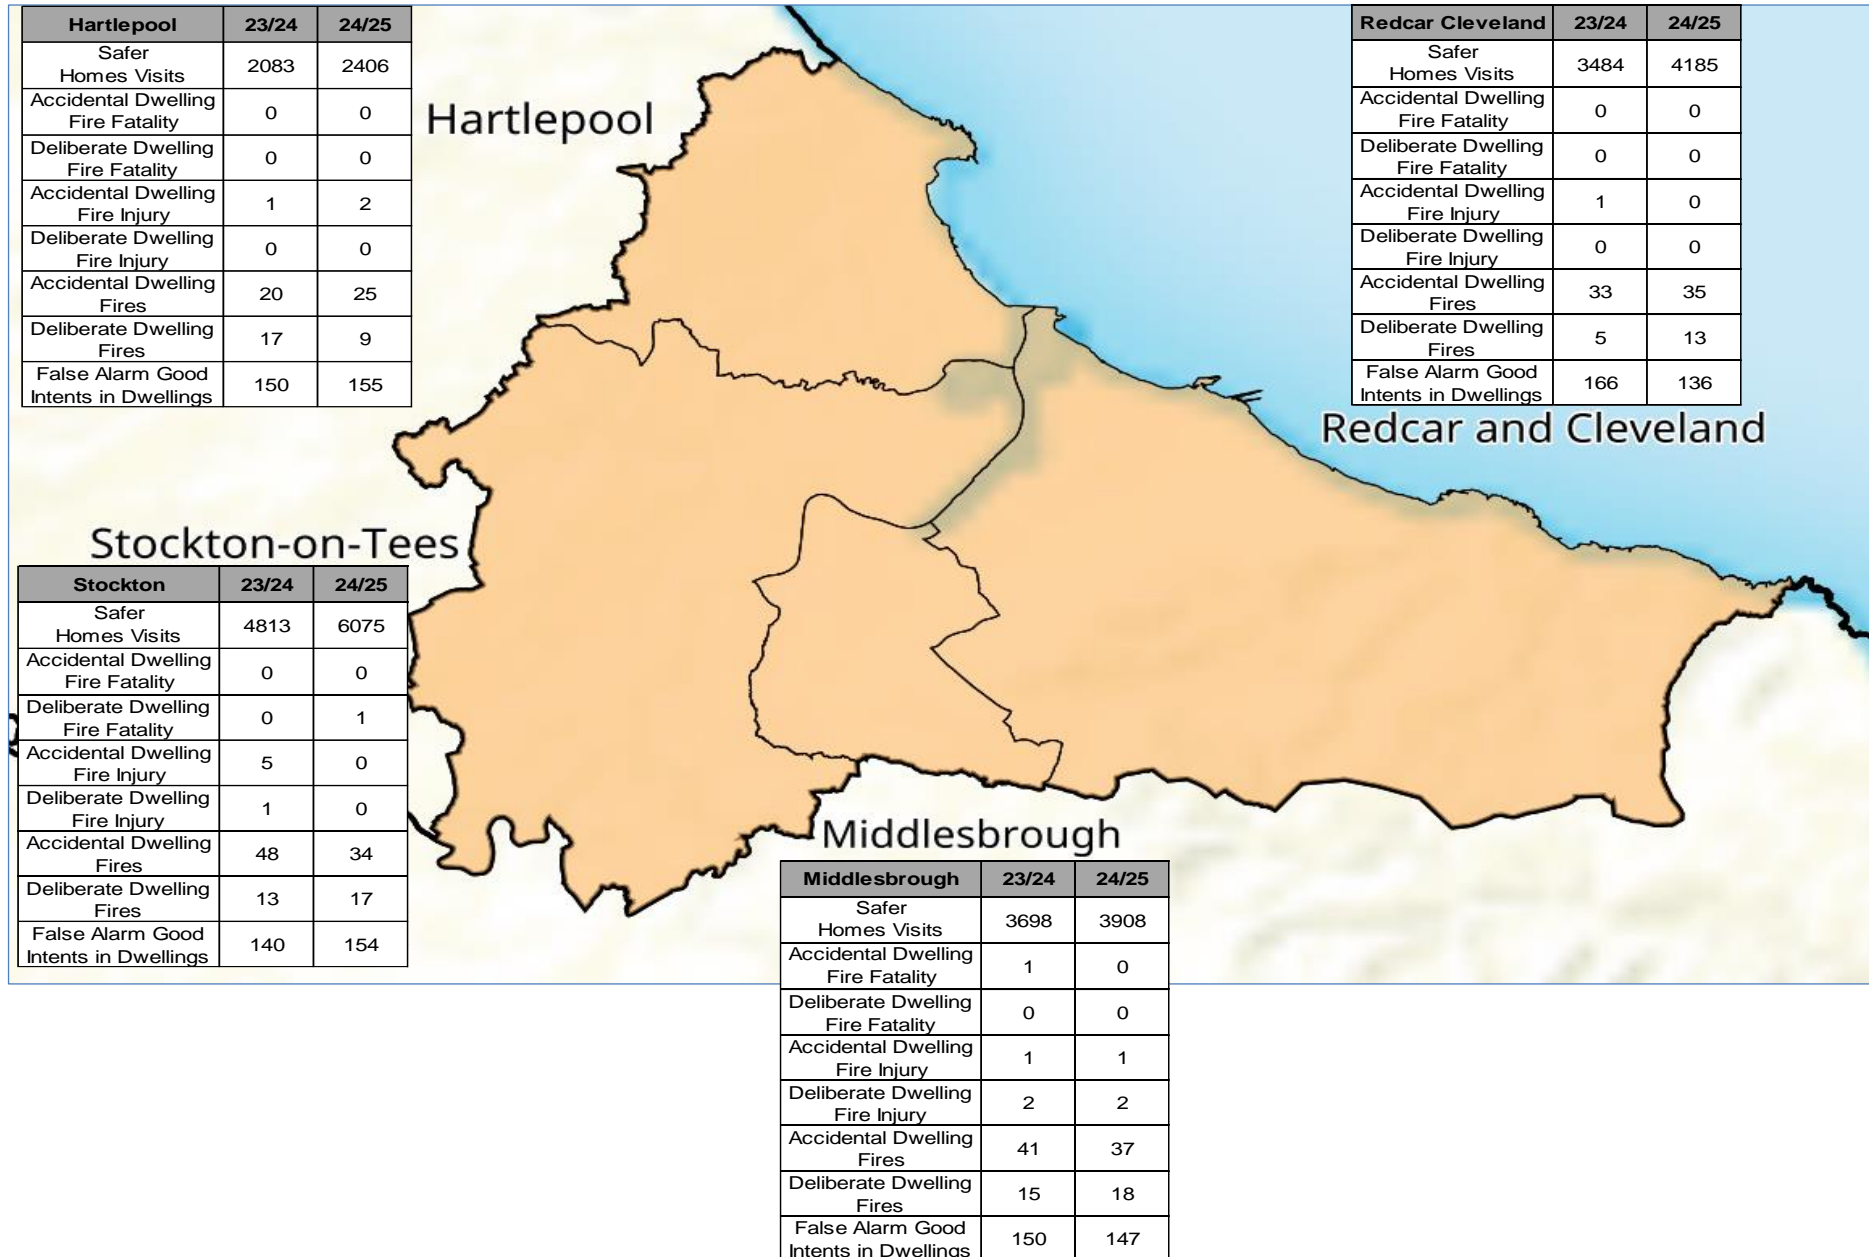 Hartlepool 23/24 24/25
Safer
Homes Visits 2083 2406
Accidental Dwelling
Fire Fatality 0 0
Deliberate Dwelling
Fire Fatality 0 0
Accidental Dwelling
Fire Injury 1 2
Deliberate Dwelling
Fire Injury 0 0
Accidental Dwelling
Fires 20 25
Deliberate Dwelling
Fires 17 9
False Alarm Good
Intents in Dwellings 150 155
Hartlepool
Redcar Cleveland 23/24 24/25
Safer
Homes Visits 3484 4185
Accidental Dwelling
Fire Fatality 0 0
Deliberate Dwelling
Fire Fatality 0 0
Accidental Dwelling
Fire Injury 1 0
Deliberate Dwelling
Fire Injury 0 0
Accidental Dwelling
Fires 33 35
Deliberate Dwelling
Fires 5 13
False Alarm Good
Intents in Dwellings 166 136
Redcar and Cleveland
Stockton-on-Tees
Stockton 23/24 24/25
Safer
Homes Visits 4813 6075
Accidental Dwelling
Fire Fatality 0 0
Deliberate Dwelling
Fire Fatality 0 1
Accidental Dwelling
Fire Injury 5 0
Deliberate Dwelling
Fire Injury 1 0
Accidental Dwelling
Fires 48 34
Deliberate Dwelling
Fires 13 17
False Alarm Good
Intents in Dwellings 140 154
Middlesbrough
Middlesbrough 23/24 24/25
Safer
Homes Visits 3698 3908
Accidental Dwelling
Fire Fatality 1 0
Deliberate Dwelling
Fire Fatality 0 0
Accidental Dwelling
Fire Injury 1 1
Deliberate Dwelling
Fire Injury 2 2
Accidental Dwelling
Fires 41 37
Deliberate Dwelling
Fires 15 18
False Alarm Good
Intents in Dwellings 150 147